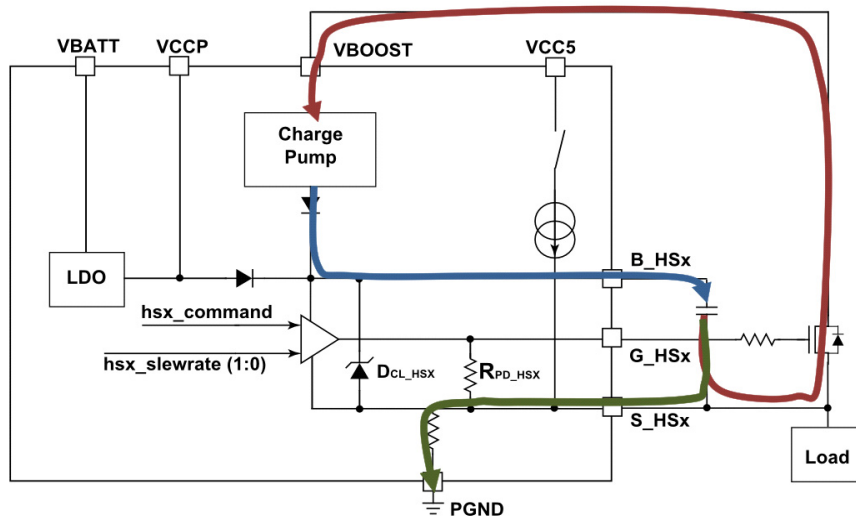 VBATT
VCCP
VBOOST
VCC5
Charge
Pump
LDO
B_HSx
hsx_command
G_HSx
hsx_slewrate (1:0)
DCL_HSX
RPD_HSX
S_HSx
Load
PGND